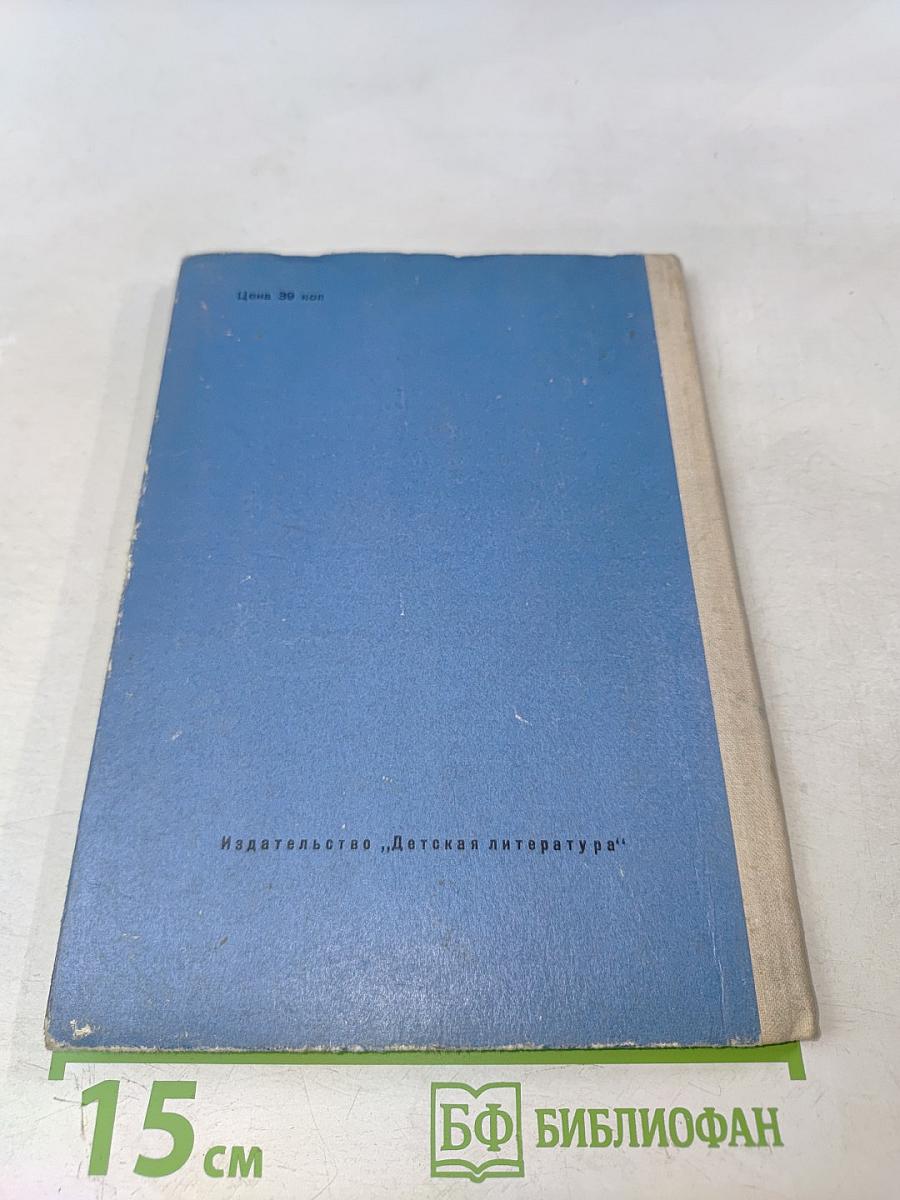 Цена 39 коп
Издательство „Детская литература“
15 см
БФ БИБЛИОФАН